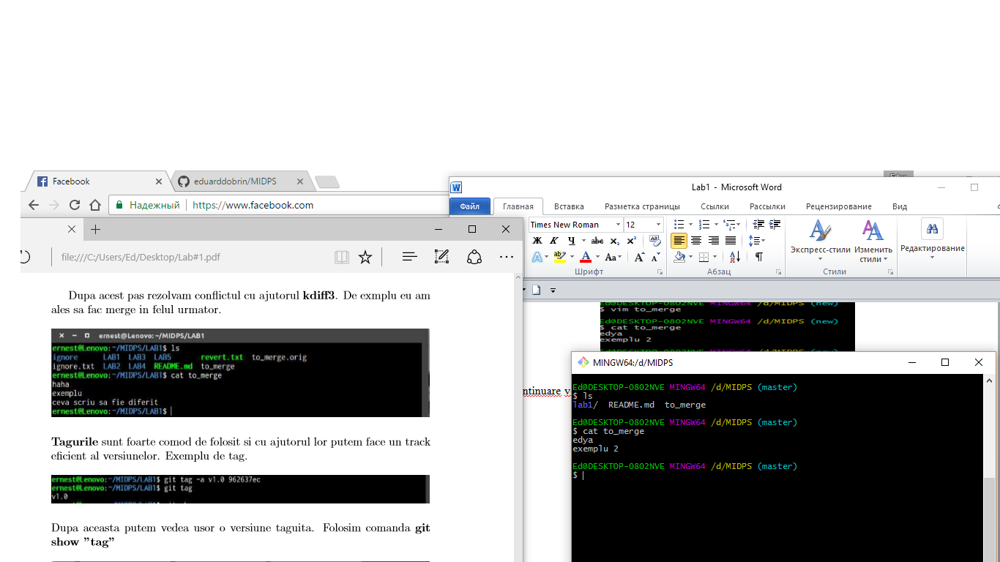 Facebook
eduarddobrin/MIDPS
Надежный
https://www.facebook.com
file:///C:/Users/Ed/Desktop/Lab#1.pdf
Dupa acest pas rezolvam conflictul cu ajutorul kdiff3. De exmplu eu am
ales sa fac merge in felul urmator.
ernest@Lenovo: ~/MIDPS/LAB1
ernest@Lenovo:~/MIDPS/LAB1$ ls
ignore LAB1 LAB3 LAB5 revert.txt to_merge.orig
ignore.txt LAB2 LAB4 README.md to_merge
ernest@Lenovo:~/MIDPS/LAB1$ cat to_merge
haha
exemplu
ceva scriu sa fie diferit
ernest@Lenovo:~/MIDPS/LAB1$
Tagurile sunt foarte comod de folosit si cu ajutorul lor putem face un track
eficient al versiunelor. Exemplu de tag.
ernest@Lenovo:~/MIDPS/LAB1$ git tag -a v1.0 962637ec
ernest@Lenovo:~/MIDPS/LAB1$ git tag
v1.0
Dupa aceasta putem vedea usor o versiune taguita. Folosim comanda git
show ”tag”
Lab1 - Microsoft Word
Файл Главная Вставка Разметка страницы Ссылки Рассылки Рецензирование Вид
Times New Roman 12
Ж К Ч abc x₂ x²
A Aa A A
Шрифт
Абзац
Экспресс-стили
Изменить
стили
Стили
Редактирование
Ed@DESKTOP-0802NVE MINGW64 /d/MIDPS (new)
$ vim to_merge
Ed@DESKTOP-0802NVE MINGW64 /d/MIDPS (new)
$ cat to_merge
edya
exemplu 2
ntinuare v
MINGW64:/d/MIDPS
Ed@DESKTOP-0802NVE MINGW64 /d/MIDPS (master)
$ ls
lab1/ README.md to_merge
Ed@DESKTOP-0802NVE MINGW64 /d/MIDPS (master)
$ cat to_merge
edya
exemplu 2
Ed@DESKTOP-0802NVE MINGW64 /d/MIDPS (master)
$